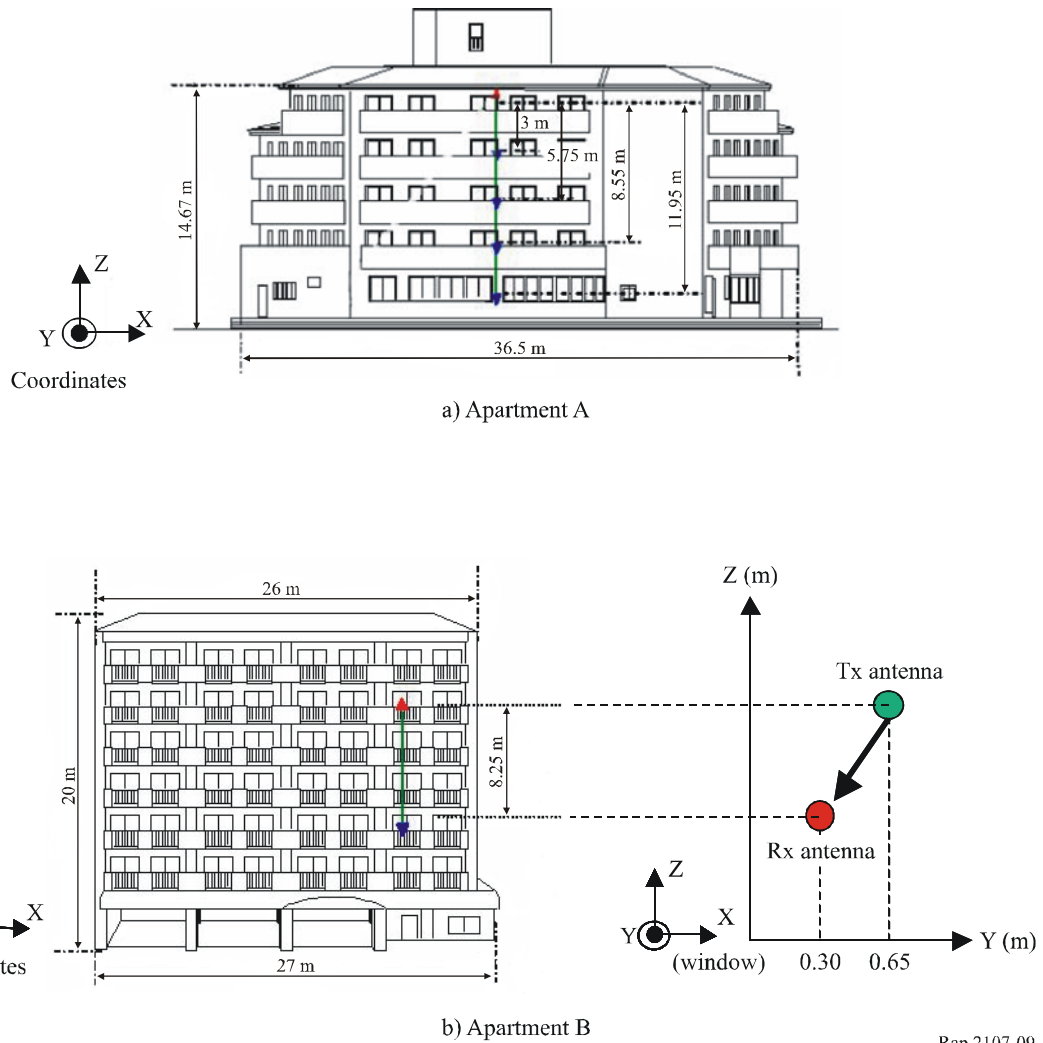 3 m
5.75 m
8.55 m
11.95 m
14.67 m
Z
Y
X
Coordinates
36.5 m
a) Apartment A
26 m
20 m
8.25 m
X
tes
27 m
Z (m)
Tx antenna
Rx antenna
Z
Y
X
(window)
0.30
0.65
Y (m)
b) Apartment B